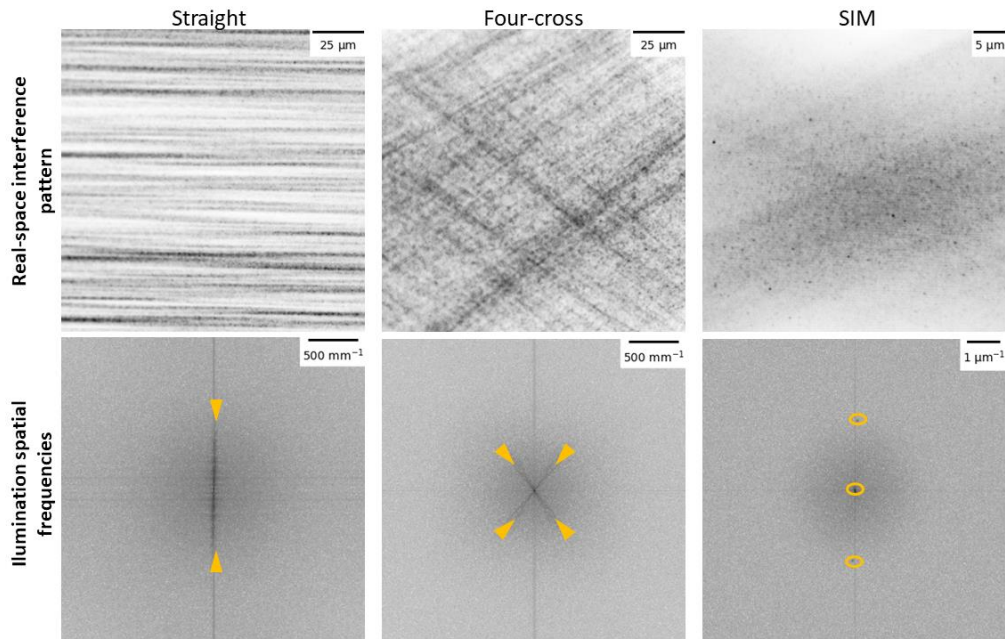 Straight
Four-cross
SIM
Real-space interference
pattern
25 µm
25 µm
5 µm
Ilumination spatial
frequencies
500 mm⁻¹
500 mm⁻¹
1 µm⁻¹